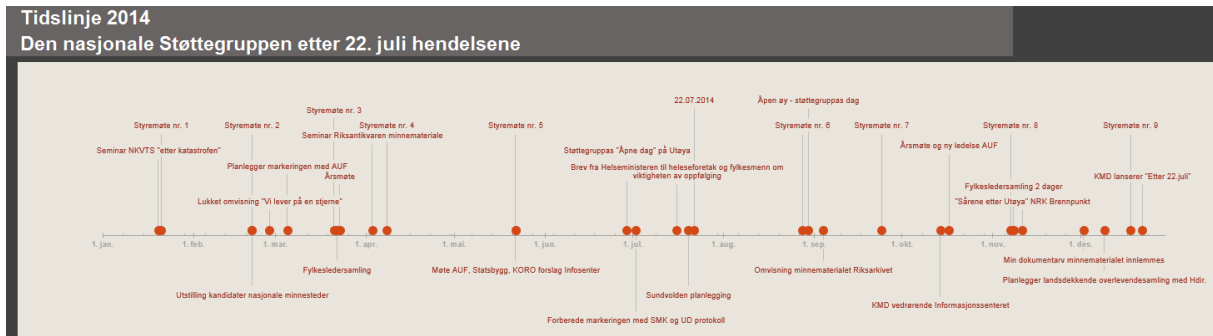 Tidslinje 2014
Den nasjonale Støttegruppen etter 22. juli hendelsene
22.07.2014
Åpen øy - støttegruppas dag
Styremøte nr. 3
Styremøte nr. 1
Styremøte nr. 2
Styremøte nr. 4
Styremøte nr. 5
Styremøte nr. 6
Styremøte nr. 7
Styremøte nr. 8
Styremøte nr. 9
Seminar Riksantikvaren minnemateriale
Seminar NKVTS "etter katastrofen"
Støttegruppas "Åpne dag" på Utøya
Årsmøte og ny ledelse AUF
Planlegger markeringen med AUF
Brev fra Helseministeren til heleseforetak og fylkesmenn om
viktigheten av oppfølging
Årsmøte
KMD lanserer "Etter 22.juli"
Fylkesledersamling 2 dager
Lukket omvisning "Vi lever på en stjerne"
"Sårene etter Utøya" NRK Brennpunkt
1. jan.
1. feb.
1. mar.
1. apr.
1. mai.
1. jun.
1. jul.
1. aug.
1. sep.
1. okt.
1. nov.
1. des.
Min dokumentarv minnematerialet innlemmes
Fylkesledersamling
Møte AUF, Statsbygg, KORO forslag Infosenter
Omvisning minnematerialet Riksarkivet
Planlegger landsdekkende overlevendesamling med Hdir.
Utstilling kandidater nasjonale minnesteder
Sundvolden planlegging
KMD vedrørende Informasjonssenteret
Forberede markeringen med SMK og UD protokoll